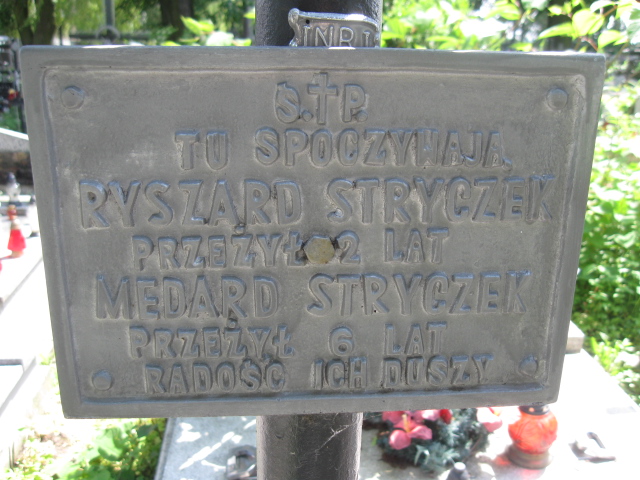 INRI
Ś.†P.
TU SPOCZYWAJĄ
RYSZARD STRYCZEK
PRZEŻYŁ 2 LAT
MEDARD STRYCZEK
PRZEŻYŁ 6 LAT
RADOŚĆ ICH DUSZY